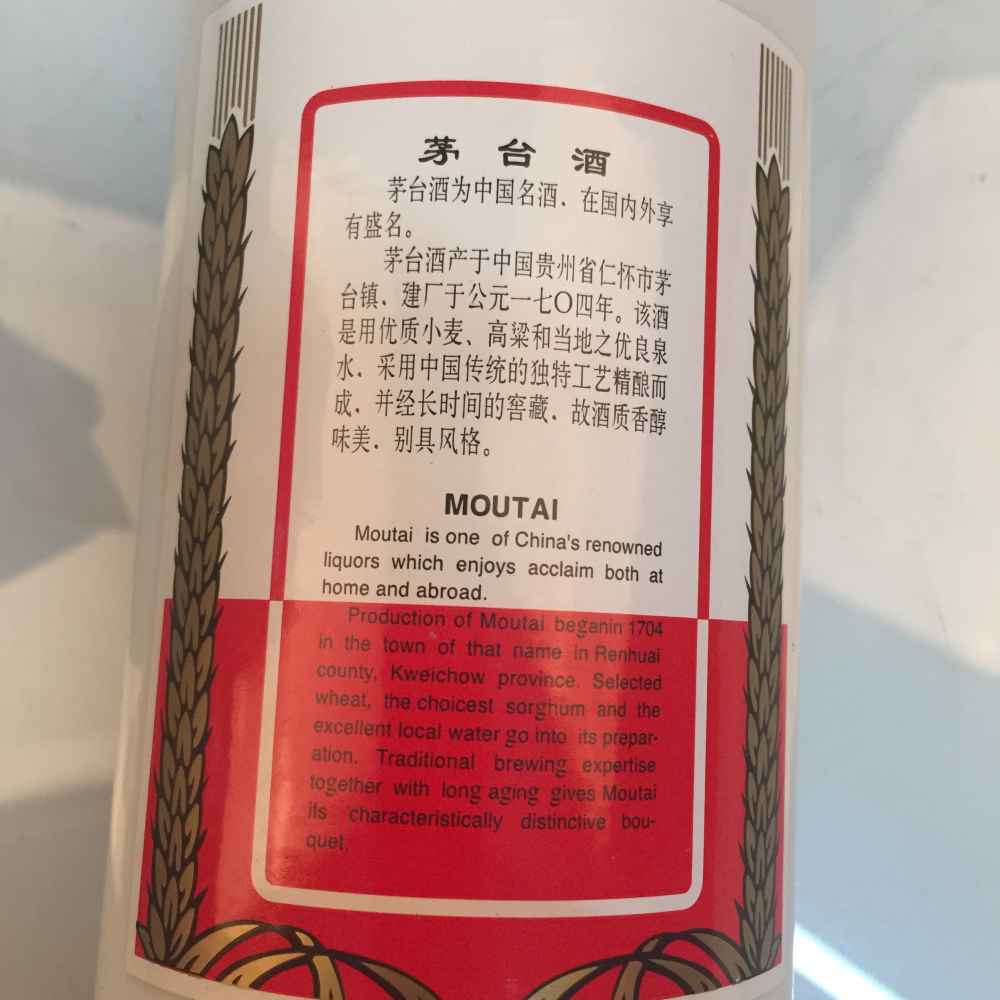 茅台酒
茅台酒为中国名酒．在国内外享
有盛名。
茅台酒产于中国贵州省仁怀市茅
台镇．建厂于公元一七〇四年。该酒
是用优质小麦、高粱和当地之优良泉
水．采用中国传统的独特工艺精酿而
成．并经长时间的窖藏．故酒质香醇
味美．别具风格。
MOUTAI
Moutai is one of China's renowned
liquors which enjoys acclaim both at
home and abroad.
Production of Moutai beganin 1704
in the town of that name in Renhuai
county, Kweichow province. Selected
wheat, the choicest sorghum and the
excellent local water go into its prepar-
ation. Traditional brewing expertise
together with long aging gives Moutai
its characteristically distinctive bou-
quet.